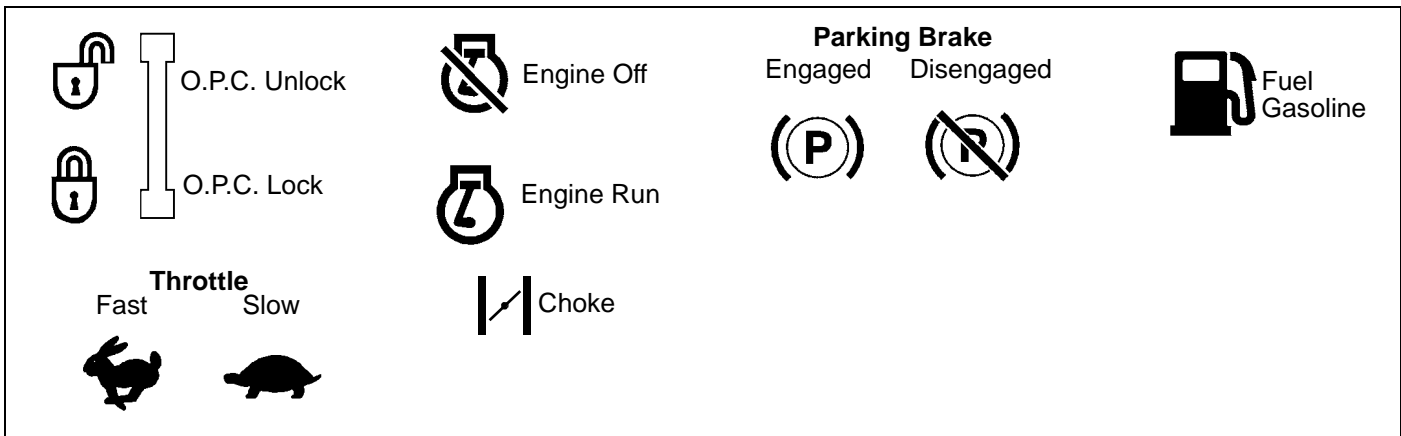 O.P.C. Unlock
O.P.C. Lock
Throttle
Fast Slow
Engine Off
Engine Run
Choke
Parking Brake
Engaged Disengaged
P P
Fuel
Gasoline